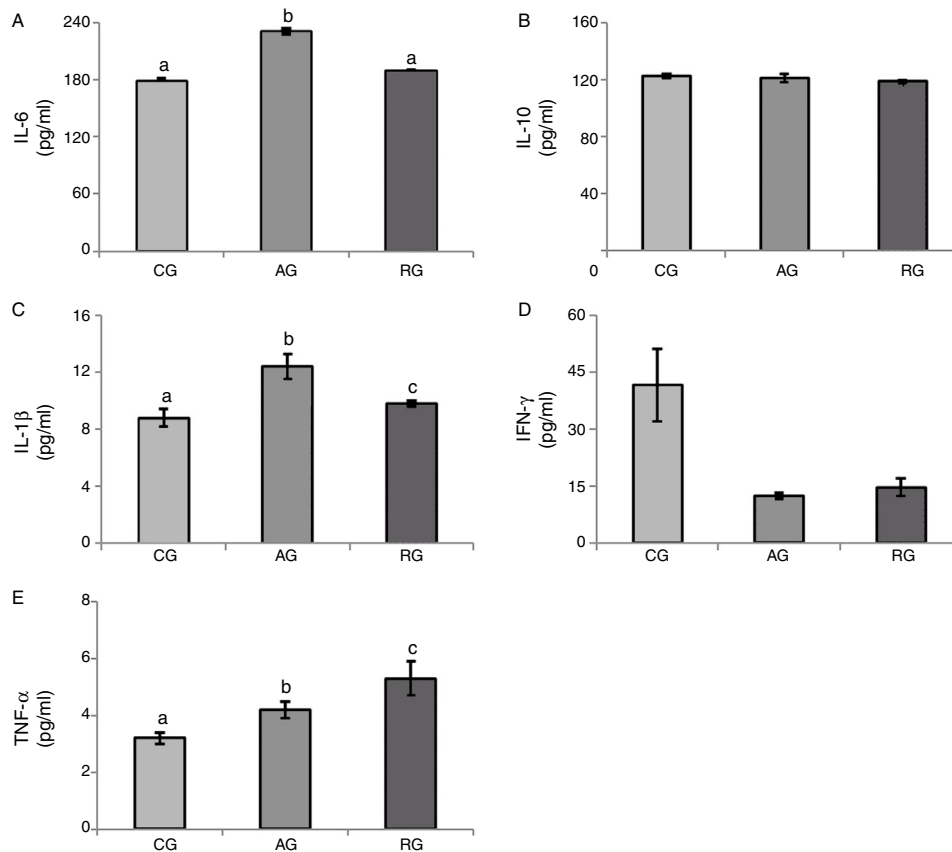 A
IL-6
(pg/ml)
240
180
120
60
0
a
b
a
CG
AG
RG
B
IL-10
(pg/ml)
160
120
80
40
0
CG
AG
RG
C
IL-1β
(pg/ml)
16
12
8
4
0
a
b
c
CG
AG
RG
D
IFN-γ
(pg/ml)
60
45
30
15
0
CG
AG
RG
E
TNF-α
(pg/ml)
8
6
4
2
0
a
b
c
CG
AG
RG